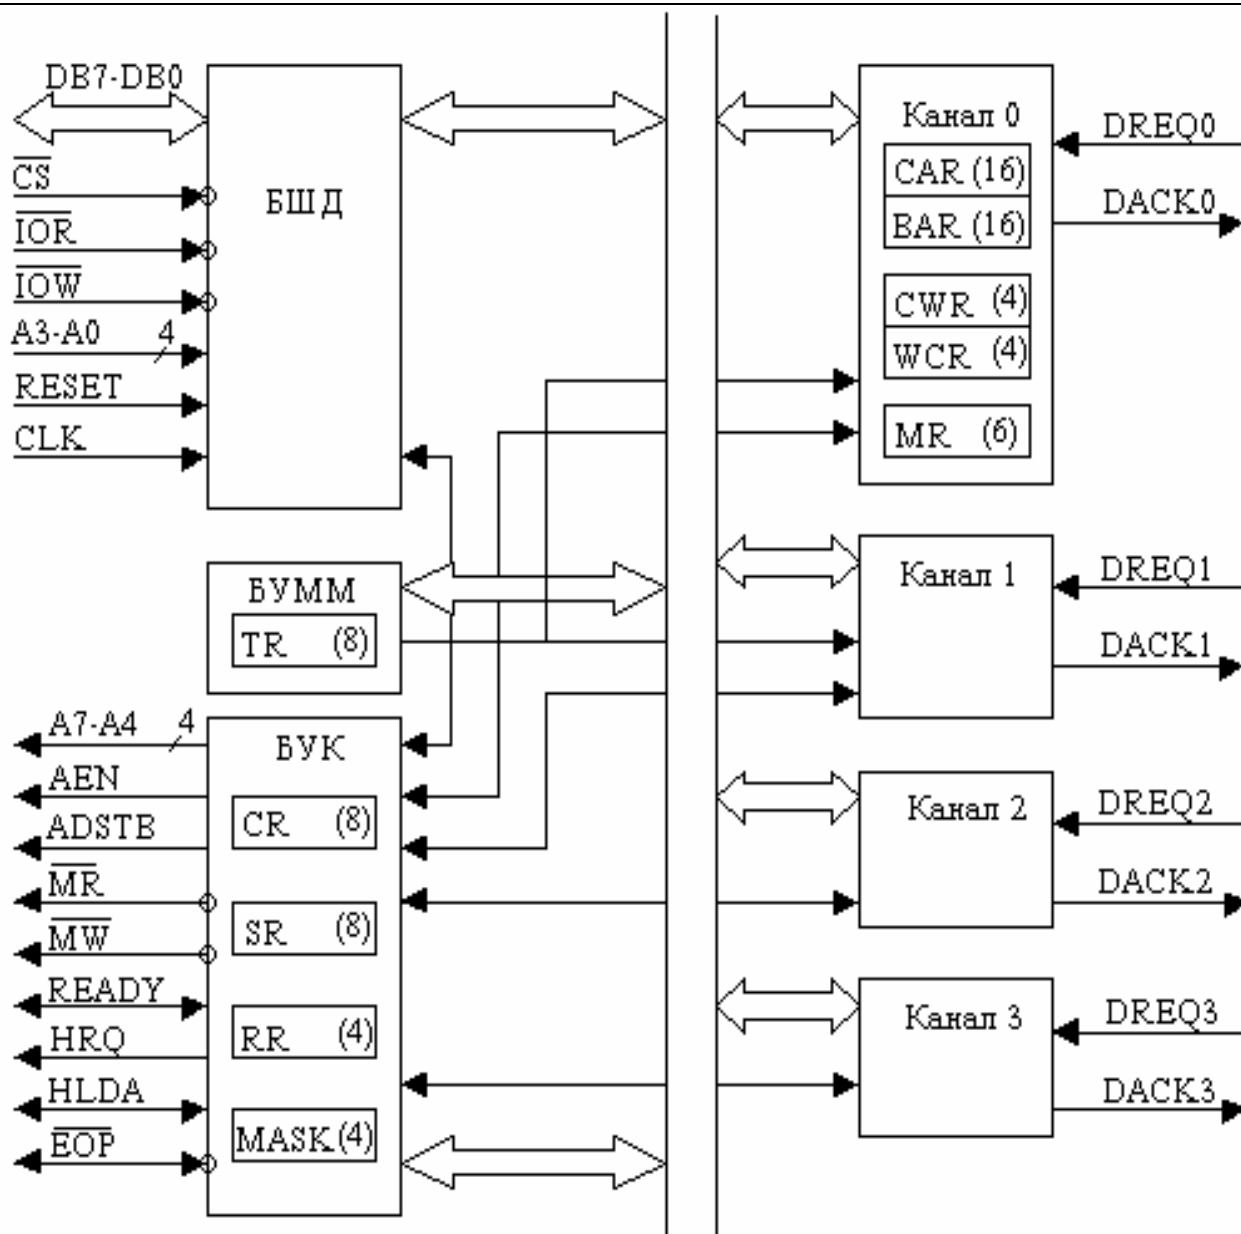 DB7-DB0
CS
IOR
IOW
A3-A0 4
RESET
CLK
БШД
БУММ
TR (8)
A7-A4 4
AEN
ADSTB
MR
MW
READY
HRQ
HLDA
EOP
БУК
CR (8)
SR (8)
RR (4)
MASK (4)
Канал 0
CAR (16)
BAR (16)
CWR (4)
WCR (4)
MR (6)
DREQ0
DACK0
Канал 1
DREQ1
DACK1
Канал 2
DREQ2
DACK2
Канал 3
DREQ3
DACK3